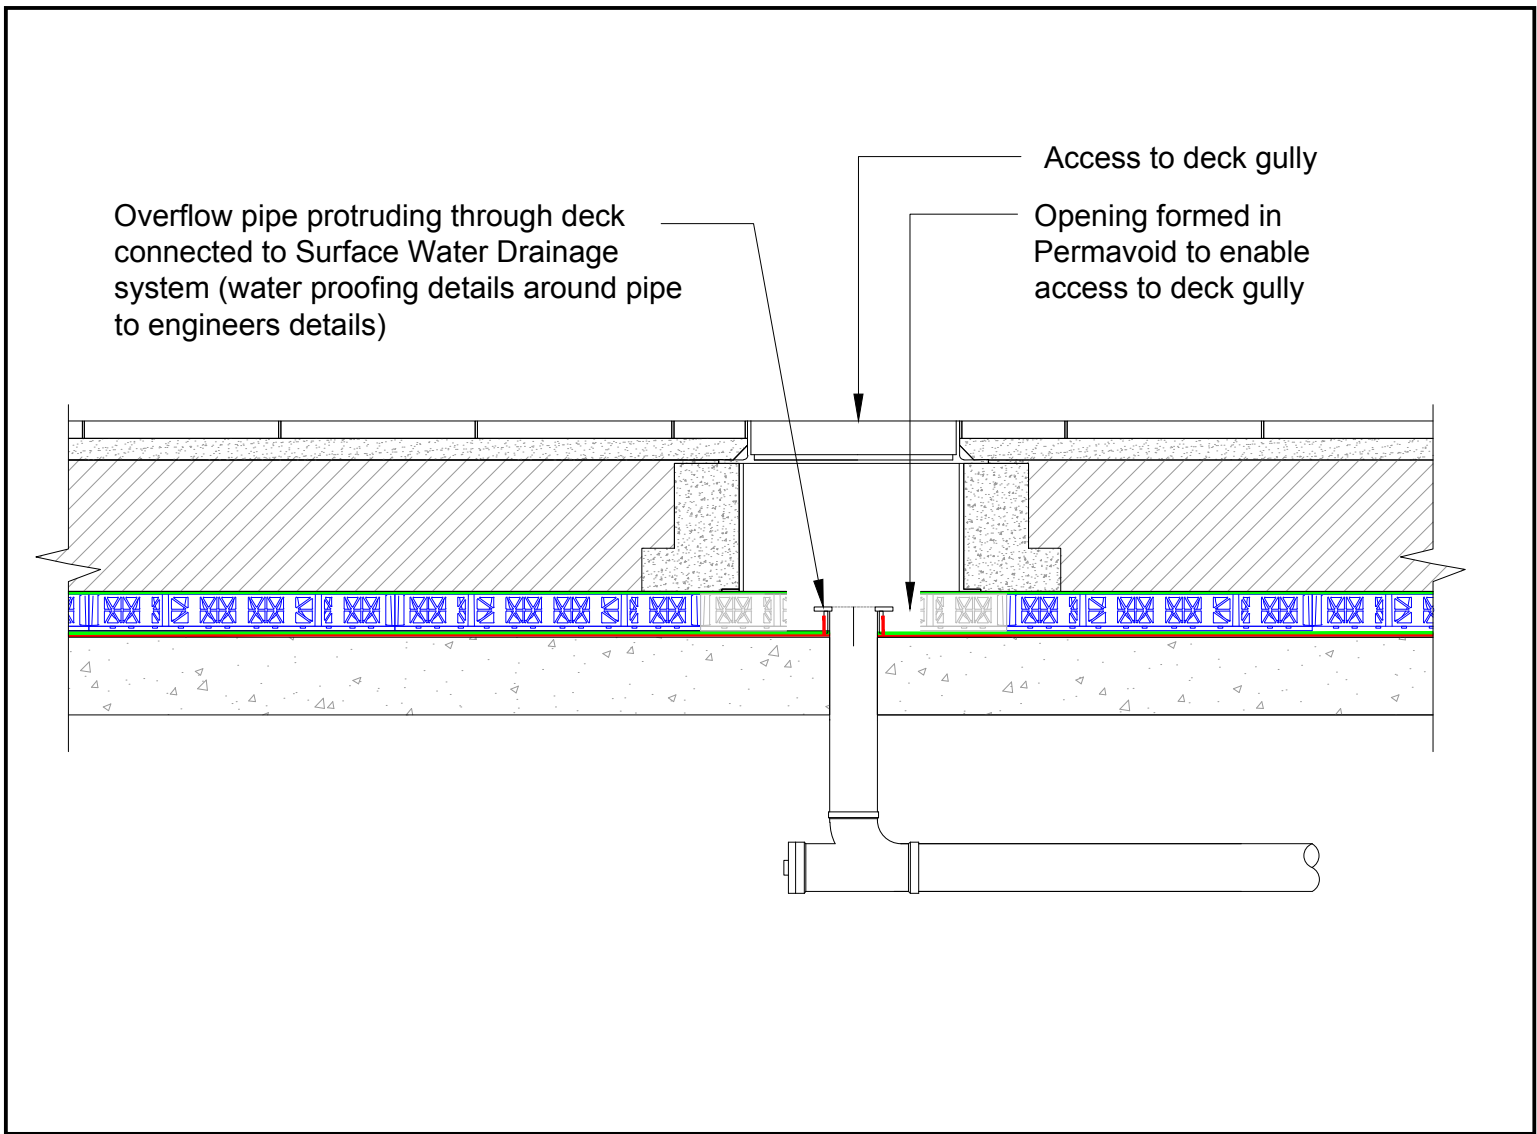 Access to deck gully
Overflow pipe protruding through deck
connected to Surface Water Drainage
system (water proofing details around pipe
to engineers details)
Opening formed in
Permavoid to enable
access to deck gully